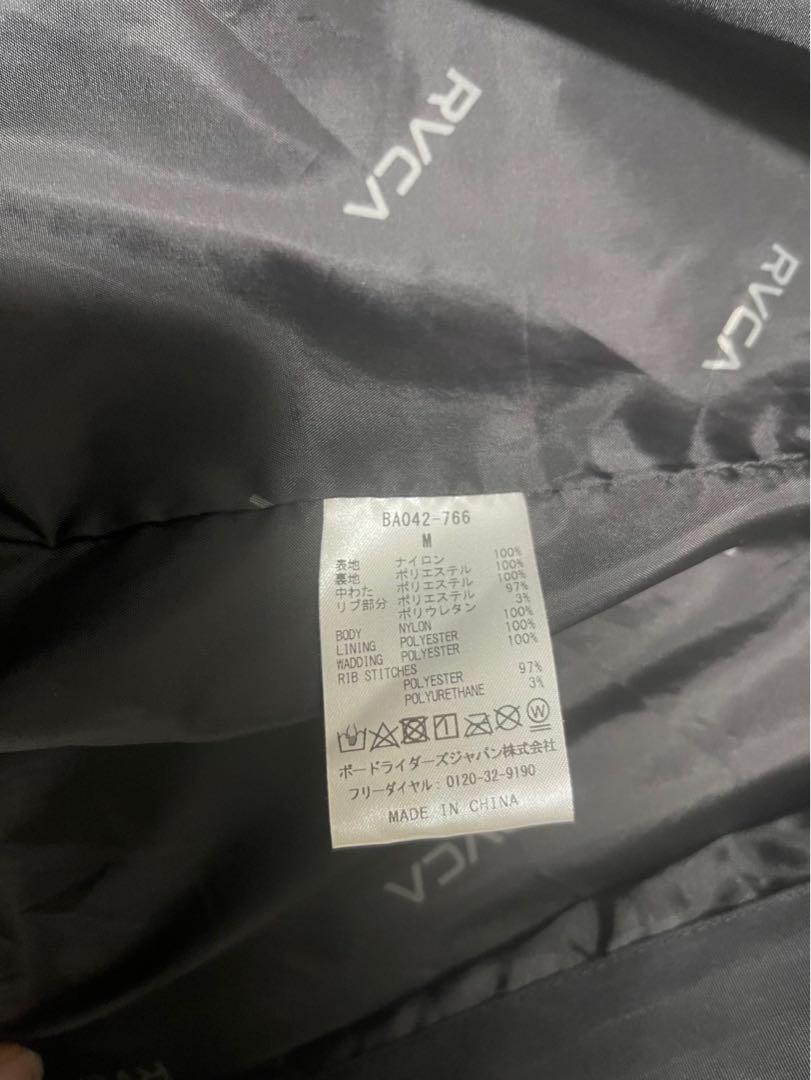 RVCA
RVCA
BA042-766
M
表地 ナイロン 100%
裏地 ポリエステル 100%
中わた ポリエステル 100%
リブ部分 ポリエステル 97%
ポリウレタン 3%
BODY NYLON 100%
LINING POLYESTER 100%
WADDING POLYESTER 100%
RIB STITCHES
POLYESTER 97%
POLYURETHANE 3%
W
ボードライダーズジャパン株式会社
フリーダイヤル:0120-32-9190
MADE IN CHINA
RVCA
RVCA